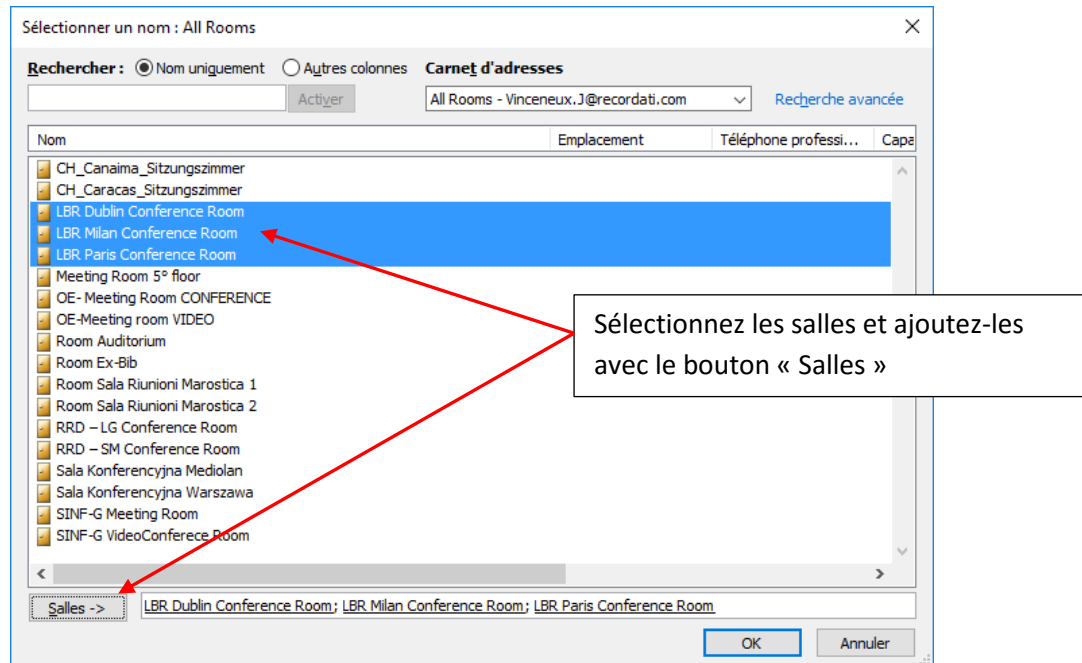 Sélectionner un nom : All Rooms
Rechercher : Nom uniquement Autres colonnes Carnet d'adresses
Activer All Rooms - Vinceneux.J@recordati.com Recherche avancée
Nom Emplacement Téléphone professi... Capa
CH_Canaima_Sitzungszimmer
CH_Caracas_Sitzungszimmer
LBR Dublin Conference Room
LBR Milan Conference Room
LBR Paris Conference Room
Meeting Room 5° floor
OE- Meeting Room CONFERENCE
OE-Meeting room VIDEO
Room Auditorium
Room Ex-Bib
Room Sala Riunioni Marostica 1
Room Sala Riunioni Marostica 2
RRD – LG Conference Room
RRD – SM Conference Room
Sala Konferencyjna Mediolan
Sala Konferencyjna Warszawa
SINF-G Meeting Room
SINF-G VideoConferece Room
Sélectionnez les salles et ajoutez-les
avec le bouton « Salles »
Salles -> LBR Dublin Conference Room; LBR Milan Conference Room; LBR Paris Conference Room
OK Annuler